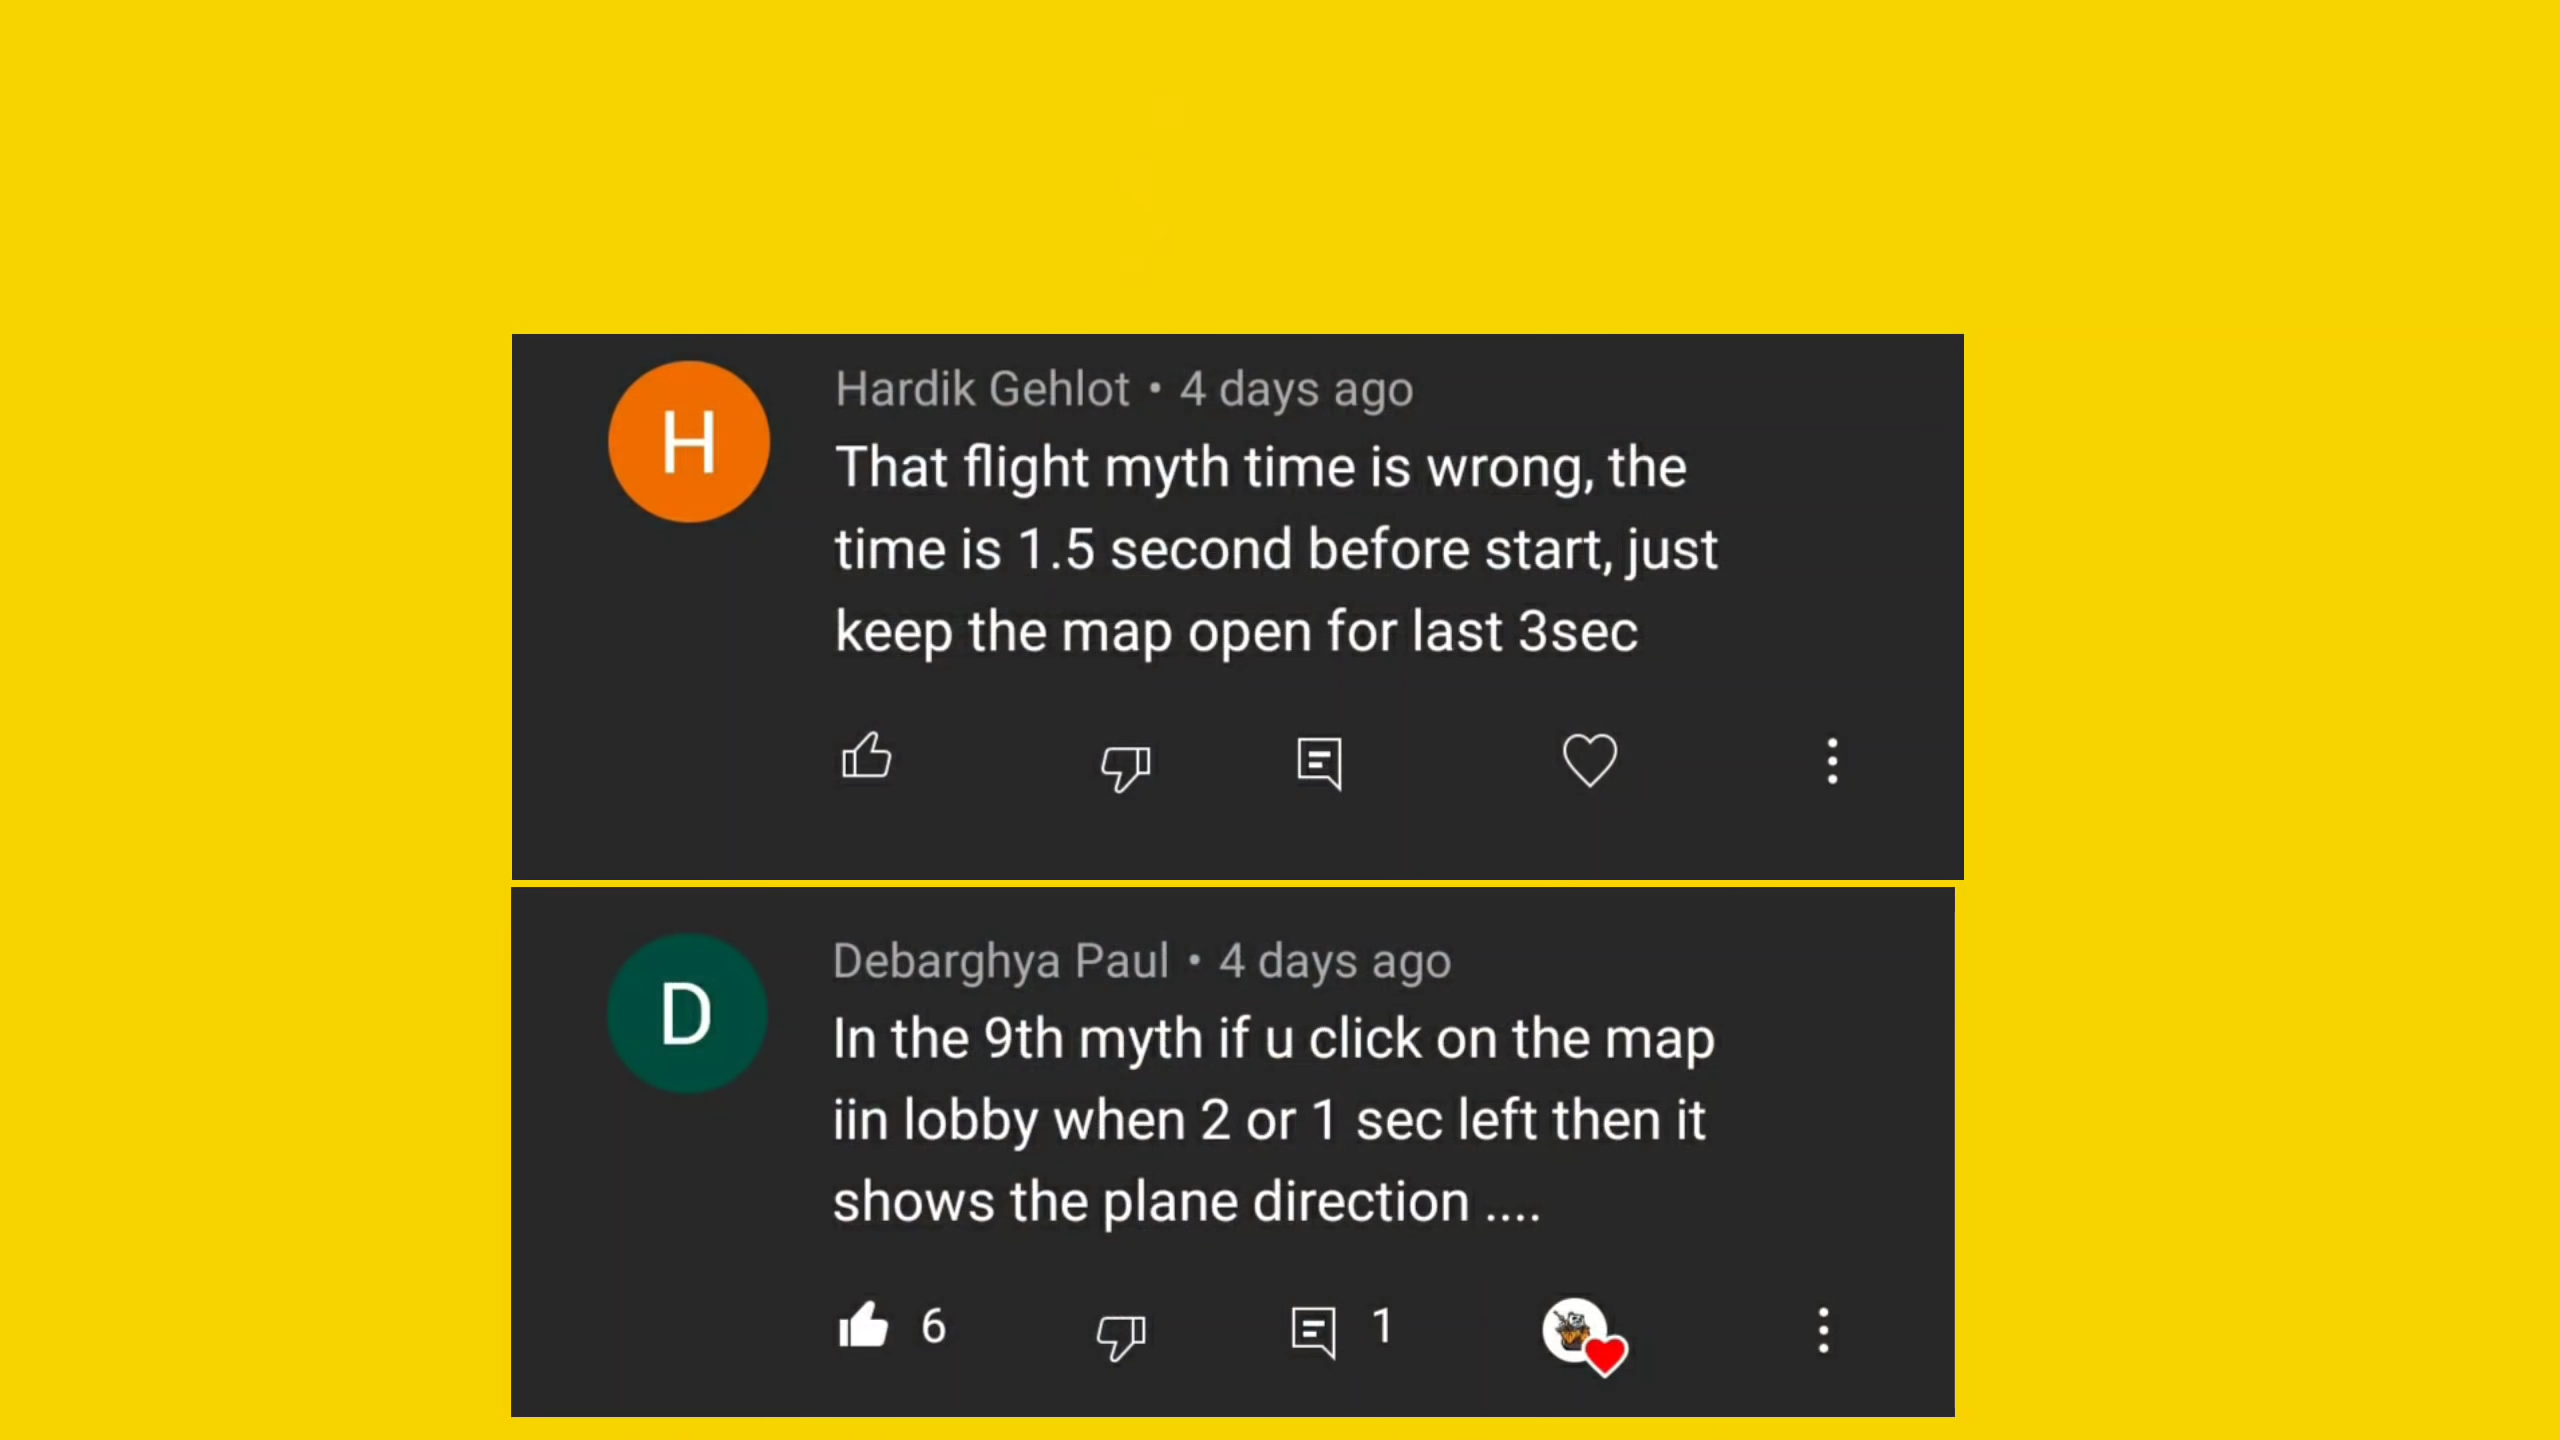 H
Hardik Gehlot • 4 days ago
That flight myth time is wrong, the
time is 1.5 second before start, just
keep the map open for last 3sec
D
Debarghya Paul • 4 days ago
In the 9th myth if u click on the map
iin lobby when 2 or 1 sec left then it
shows the plane direction ....
6 1